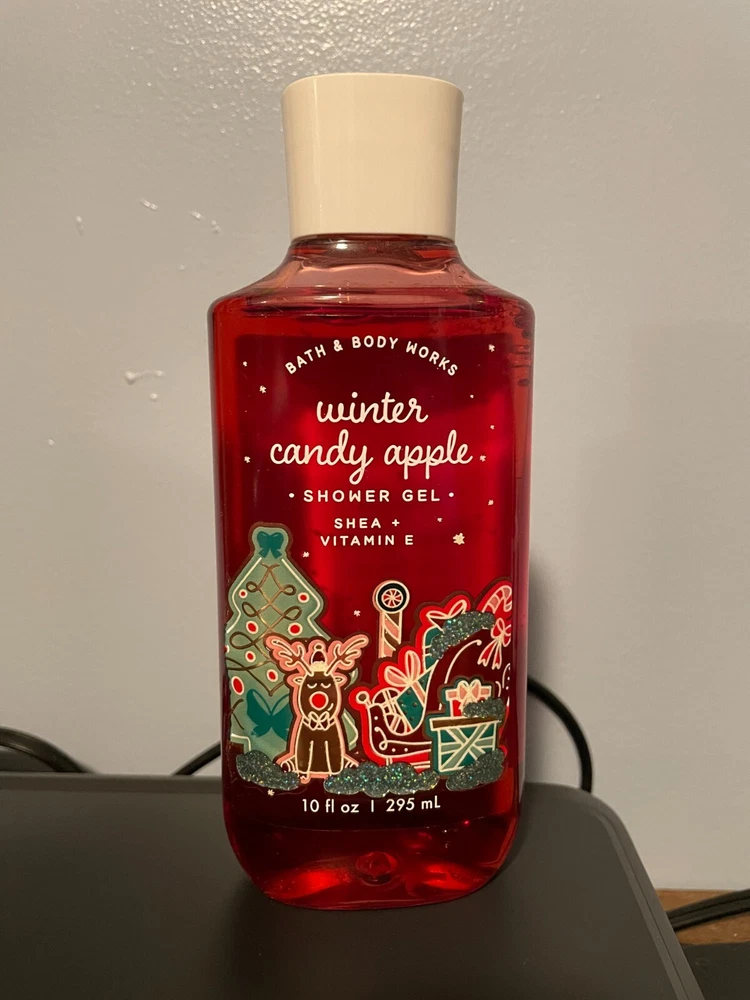 BATH & BODY WORKS
winter
candy apple
• SHOWER GEL •
SHEA +
VITAMIN E
10 fl oz | 295 mL